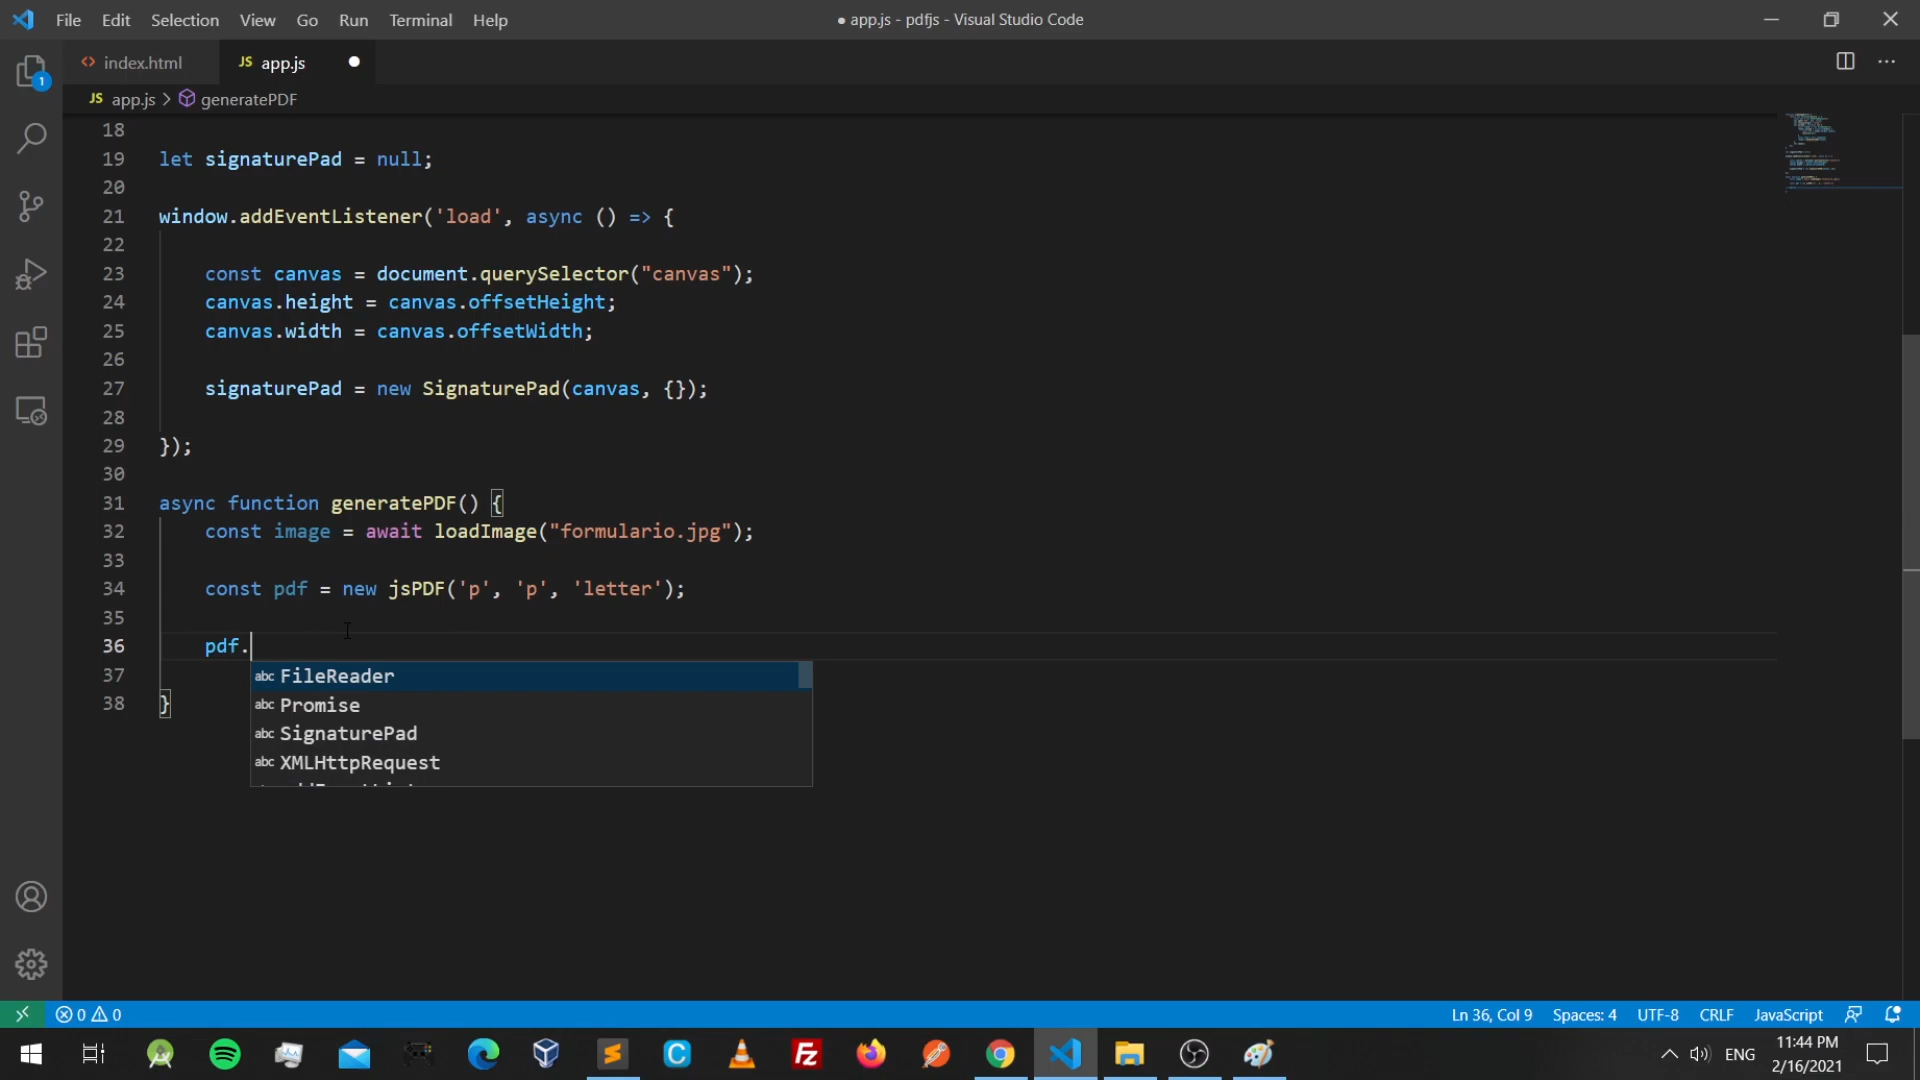 File Edit Selection View Go Run Terminal Help
● app.js - pdfjs - Visual Studio Code
index.html
JS app.js
1
JS app.js > generatePDF
18
19 let signaturePad = null;
20
21 window.addEventListener('load', async () => {
22
23 const canvas = document.querySelector("canvas");
24 canvas.height = canvas.offsetHeight;
25 canvas.width = canvas.offsetWidth;
26
27 signaturePad = new SignaturePad(canvas, {});
28
29 });
30
31 async function generatePDF() {
32 const image = await loadImage("formulario.jpg");
33
34 const pdf = new jsPDF('p', 'p', 'letter');
35
36 pdf.
37
38 }
abc FileReader
abc Promise
abc SignaturePad
abc XMLHttpRequest
0 0
Ln 36, Col 9 Spaces: 4 UTF-8 CRLF JavaScript
ENG
11:44 PM
2/16/2021